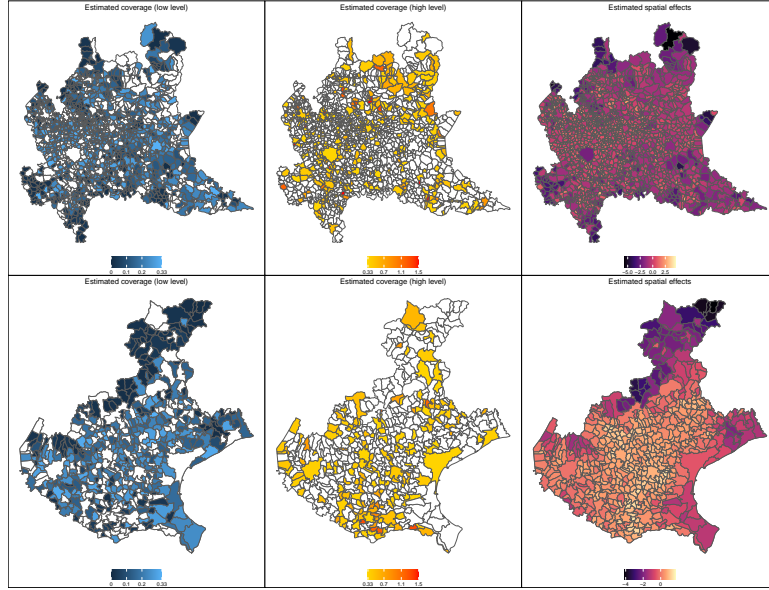 Estimated coverage (low level)
Estimated coverage (high level)
Estimated spatial effects
0 0.1 0.2 0.33
0.33 0.7 1.1 1.5
−5.0 −2.5 0.0 2.5
Estimated coverage (low level)
Estimated coverage (high level)
Estimated spatial effects
0 0.1 0.2 0.33
0.33 0.7 1.1 1.5
−4 −2 0